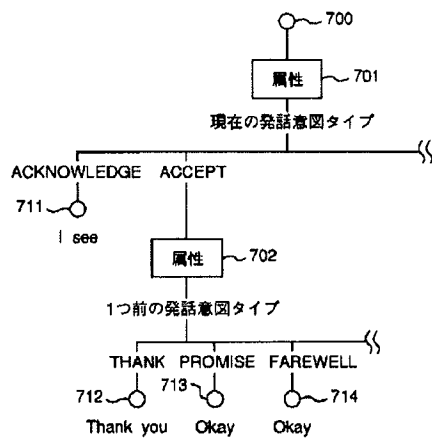 700
属性 701
現在の発話意図タイプ
ACKNOWLEDGE ACCEPT
711
I see
属性 702
1つ前の発話意図タイプ
THANK PROMISE FAREWELL
712 713 714
Thank you Okay Okay